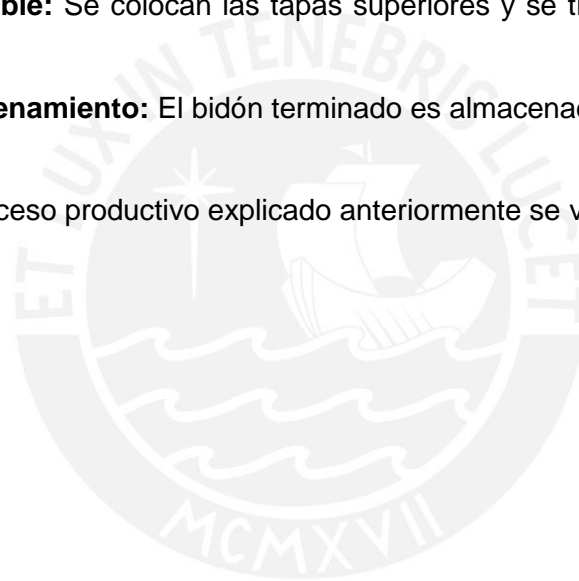 ble: Se colocan las tapas superiores y se t
enamiento: El bidón terminado es almacena
ceso productivo explicado anteriormente se v
ET LUX IN TENEBRIS LUCET
MCMXVII